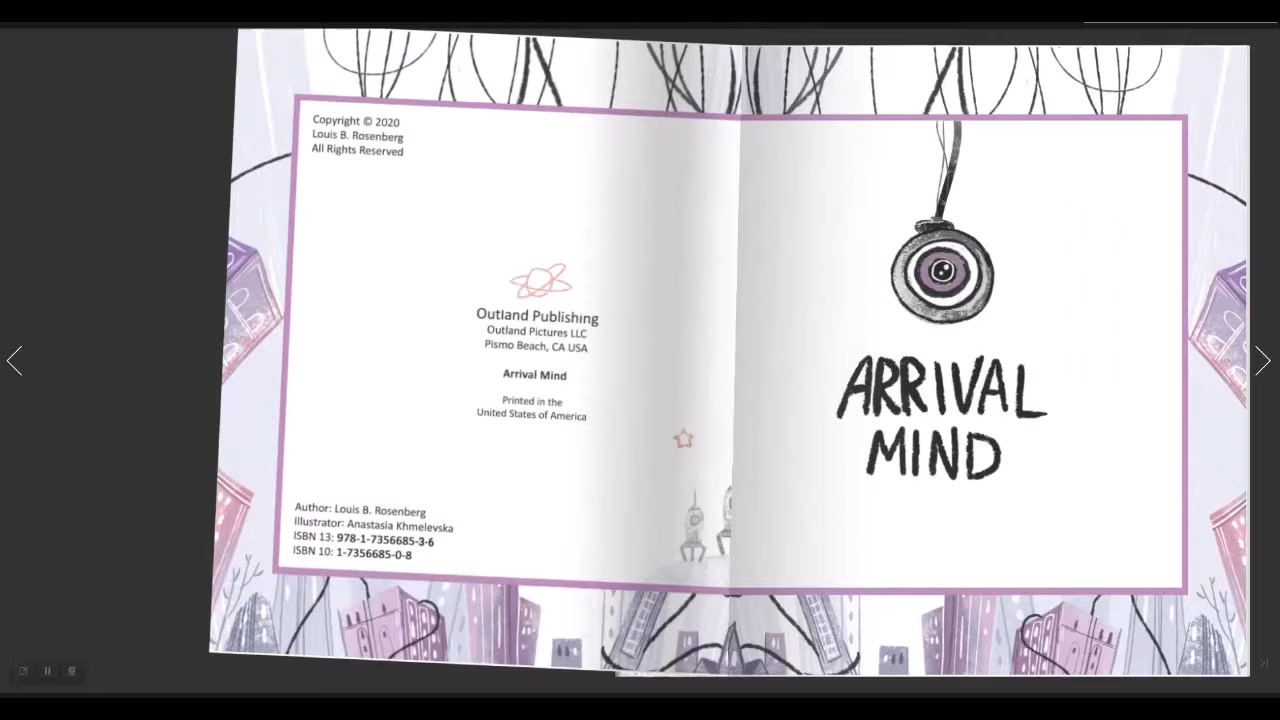 Copyright © 2020
Louis B. Rosenberg
All Rights Reserved
Outland Publishing
Outland Pictures LLC
Pismo Beach, CA USA
Arrival Mind
Printed in the
United States of America
Author: Louis B. Rosenberg
Illustrator: Anastasia Khmelevska
ISBN 13: 978-1-7356685-3-6
ISBN 10: 1-7356685-0-8
ARRIVAL
MIND